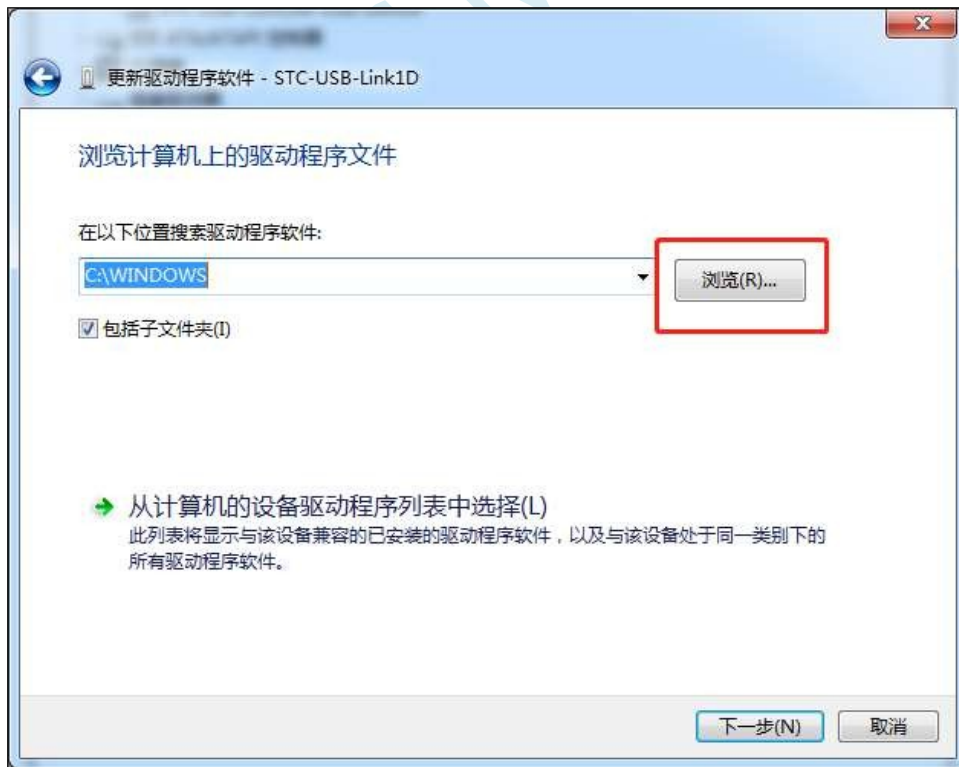 更新驱动程序软件 - STC-USB-Link1D
浏览计算机上的驱动程序文件
在以下位置搜索驱动程序软件:
C:\WINDOWS
浏览(R)...
包括子文件夹(I)
从计算机的设备驱动程序列表中选择(L)
此列表将显示与该设备兼容的已安装的驱动程序软件，以及与该设备处于同一类别下的
所有驱动程序软件。
下一步(N)
取消